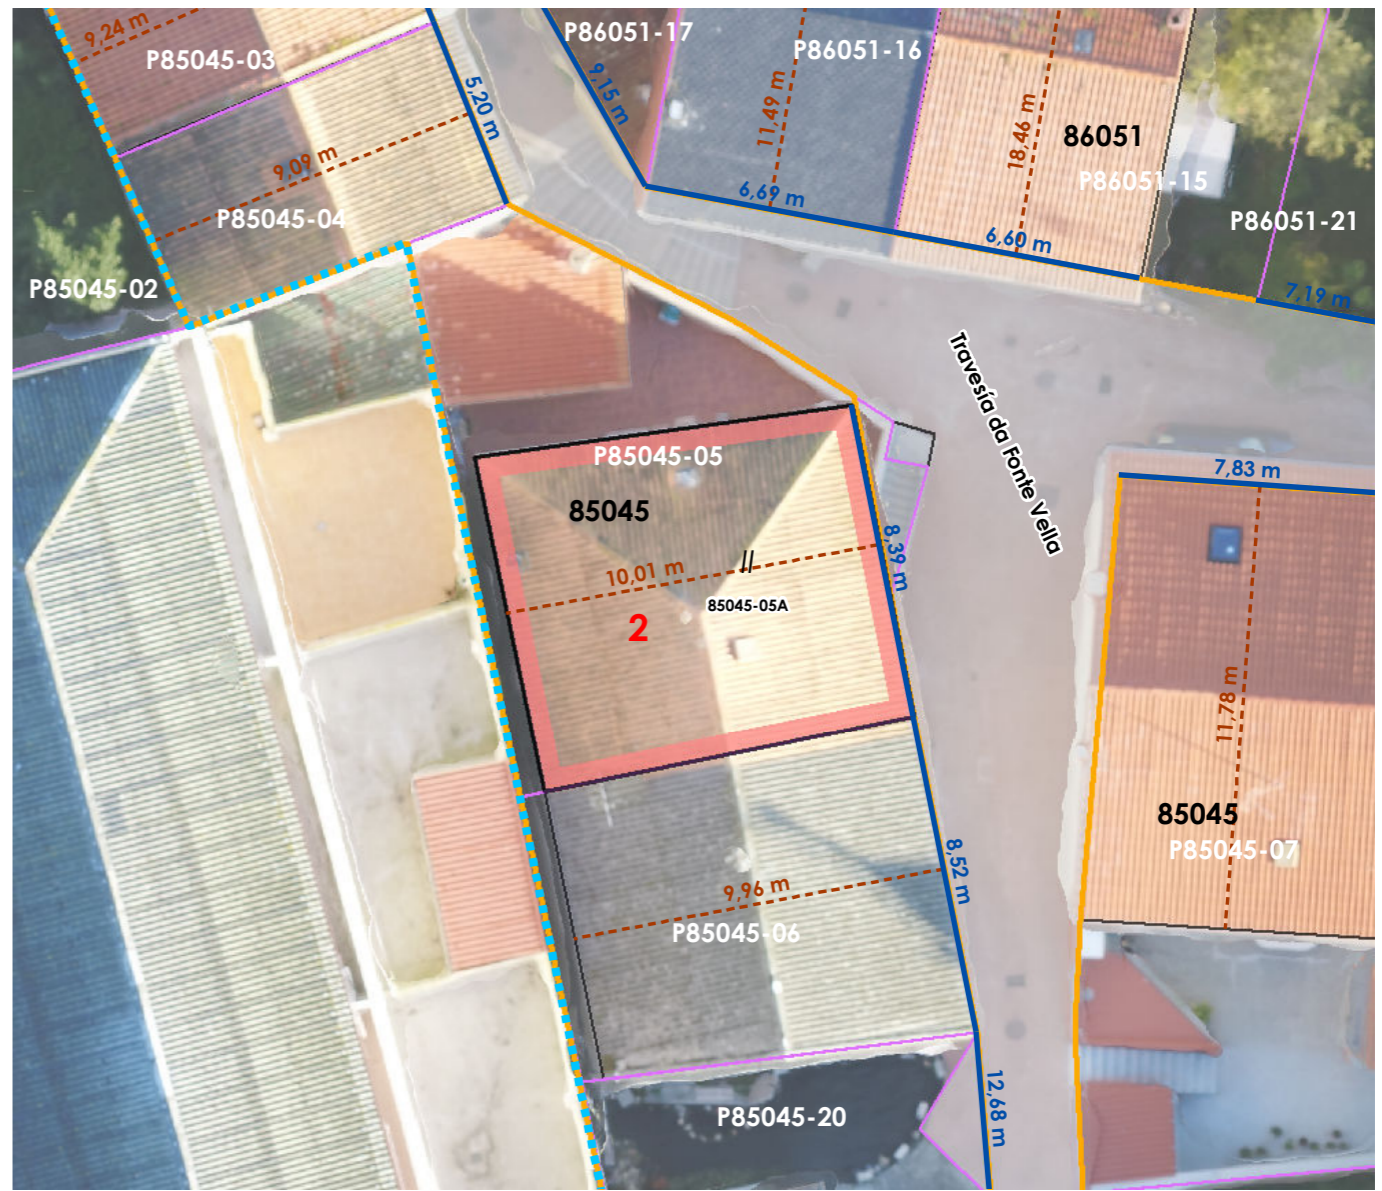 9,24 m
P85045-03
P86051-17
P86051-16
9,15 m
5,20 m
11,49 m
18,46 m
86051
9,09 m
P86051-15
6,69 m
P85045-04
P86051-21
6,60 m
P85045-02
7,19 m
Travesía da Fonte Vella
P85045-05
7,83 m
85045
8,39 m
10,01 m
//
85045-05A
2
11,78 m
85045
P85045-07
8,52 m
9,96 m
P85045-06
12,68 m
P85045-20